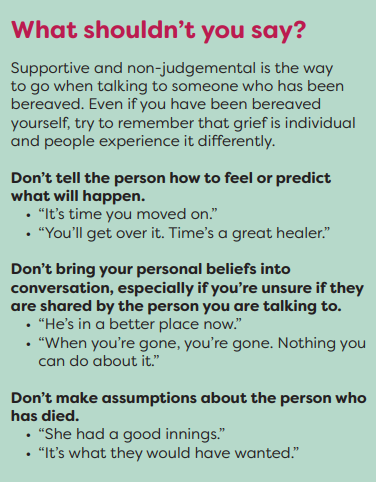 What shouldn’t you say?
Supportive and non-judgemental is the way
to go when talking to someone who has been
bereaved. Even if you have been bereaved
yourself, try to remember that grief is individual
and people experience it differently.
Don’t tell the person how to feel or predict
what will happen.
• “It’s time you moved on.”
• “You’ll get over it. Time’s a great healer.”
Don’t bring your personal beliefs into
conversation, especially if you’re unsure if they
are shared by the person you are talking to.
• “He’s in a better place now.”
• “When you’re gone, you’re gone. Nothing you
can do about it.”
Don’t make assumptions about the person who
has died.
• “She had a good innings.”
• “It’s what they would have wanted.”